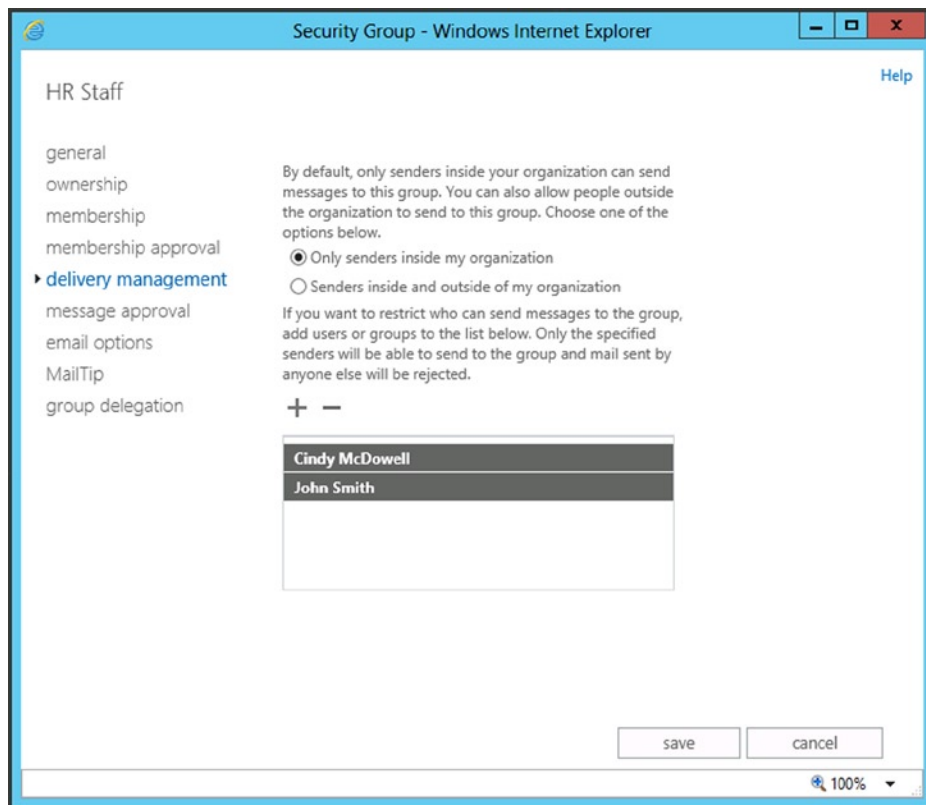 Security Group - Windows Internet Explorer
Help
HR Staff
general
ownership
membership
membership approval
delivery management
message approval
email options
MailTip
group delegation
By default, only senders inside your organization can send
messages to this group. You can also allow people outside
the organization to send to this group. Choose one of the
options below.
Only senders inside my organization
Senders inside and outside of my organization
If you want to restrict who can send messages to the group,
add users or groups to the list below. Only the specified
senders will be able to send to the group and mail sent by
anyone else will be rejected.
Cindy McDowell
John Smith
save
cancel
100%